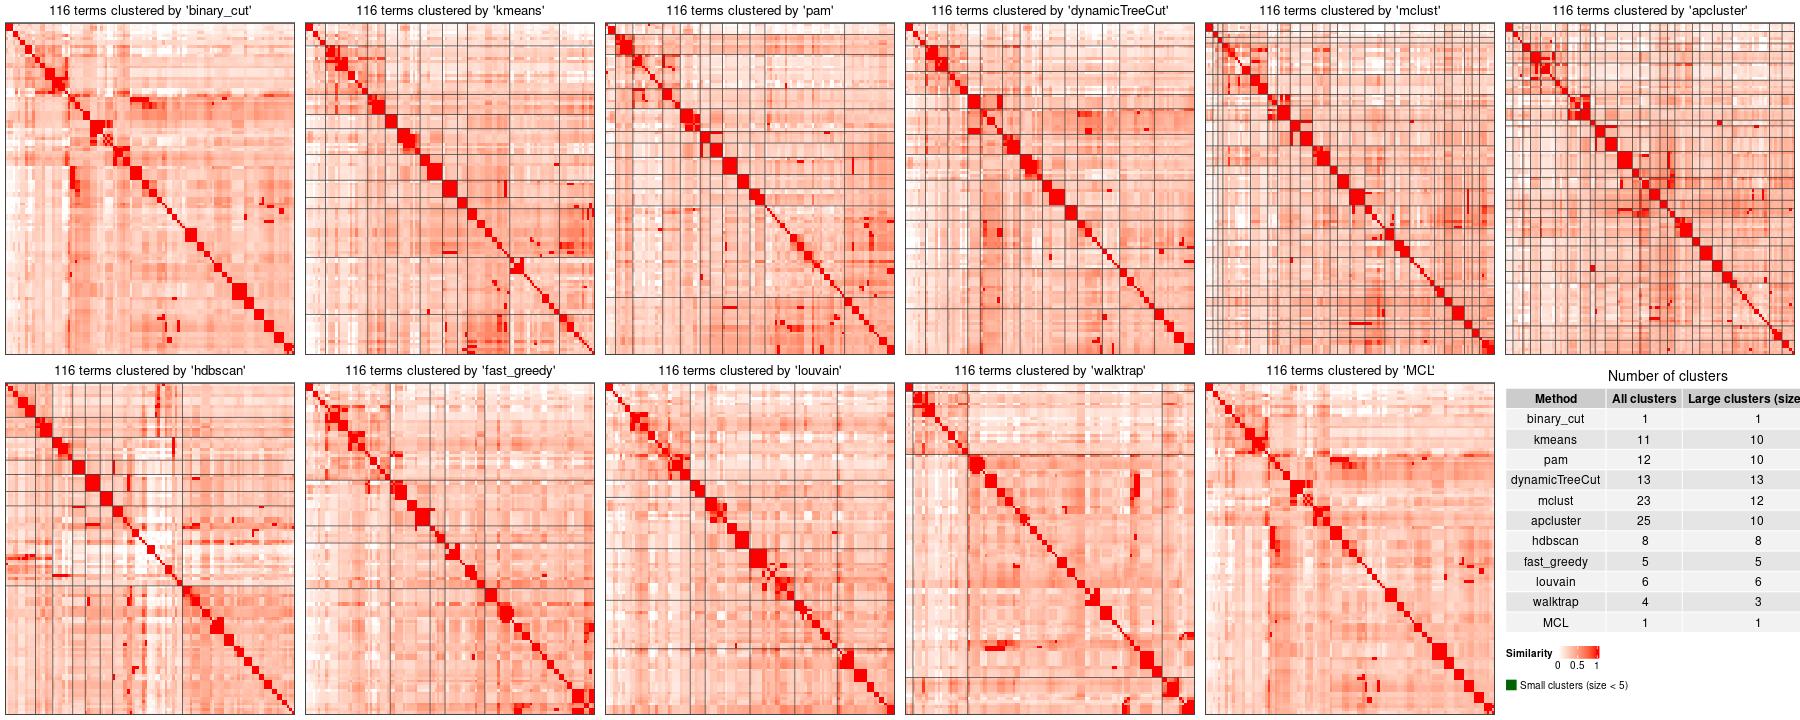 116 terms clustered by 'binary_cut'
116 terms clustered by 'kmeans'
116 terms clustered by 'pam'
116 terms clustered by 'dynamicTreeCut'
116 terms clustered by 'mclust'
116 terms clustered by 'apcluster'
116 terms clustered by 'hdbscan'
116 terms clustered by 'fast_greedy'
116 terms clustered by 'louvain'
116 terms clustered by 'walktrap'
116 terms clustered by 'MCL'
Number of clusters
Method All clusters Large clusters (size
binary_cut 1 1
kmeans 11 10
pam 12 10
dynamicTreeCut 13 13
mclust 23 12
apcluster 25 10
hdbscan 8 8
fast_greedy 5 5
louvain 6 6
walktrap 4 3
MCL 1 1
Similarity
0 0.5 1
Small clusters (size < 5)